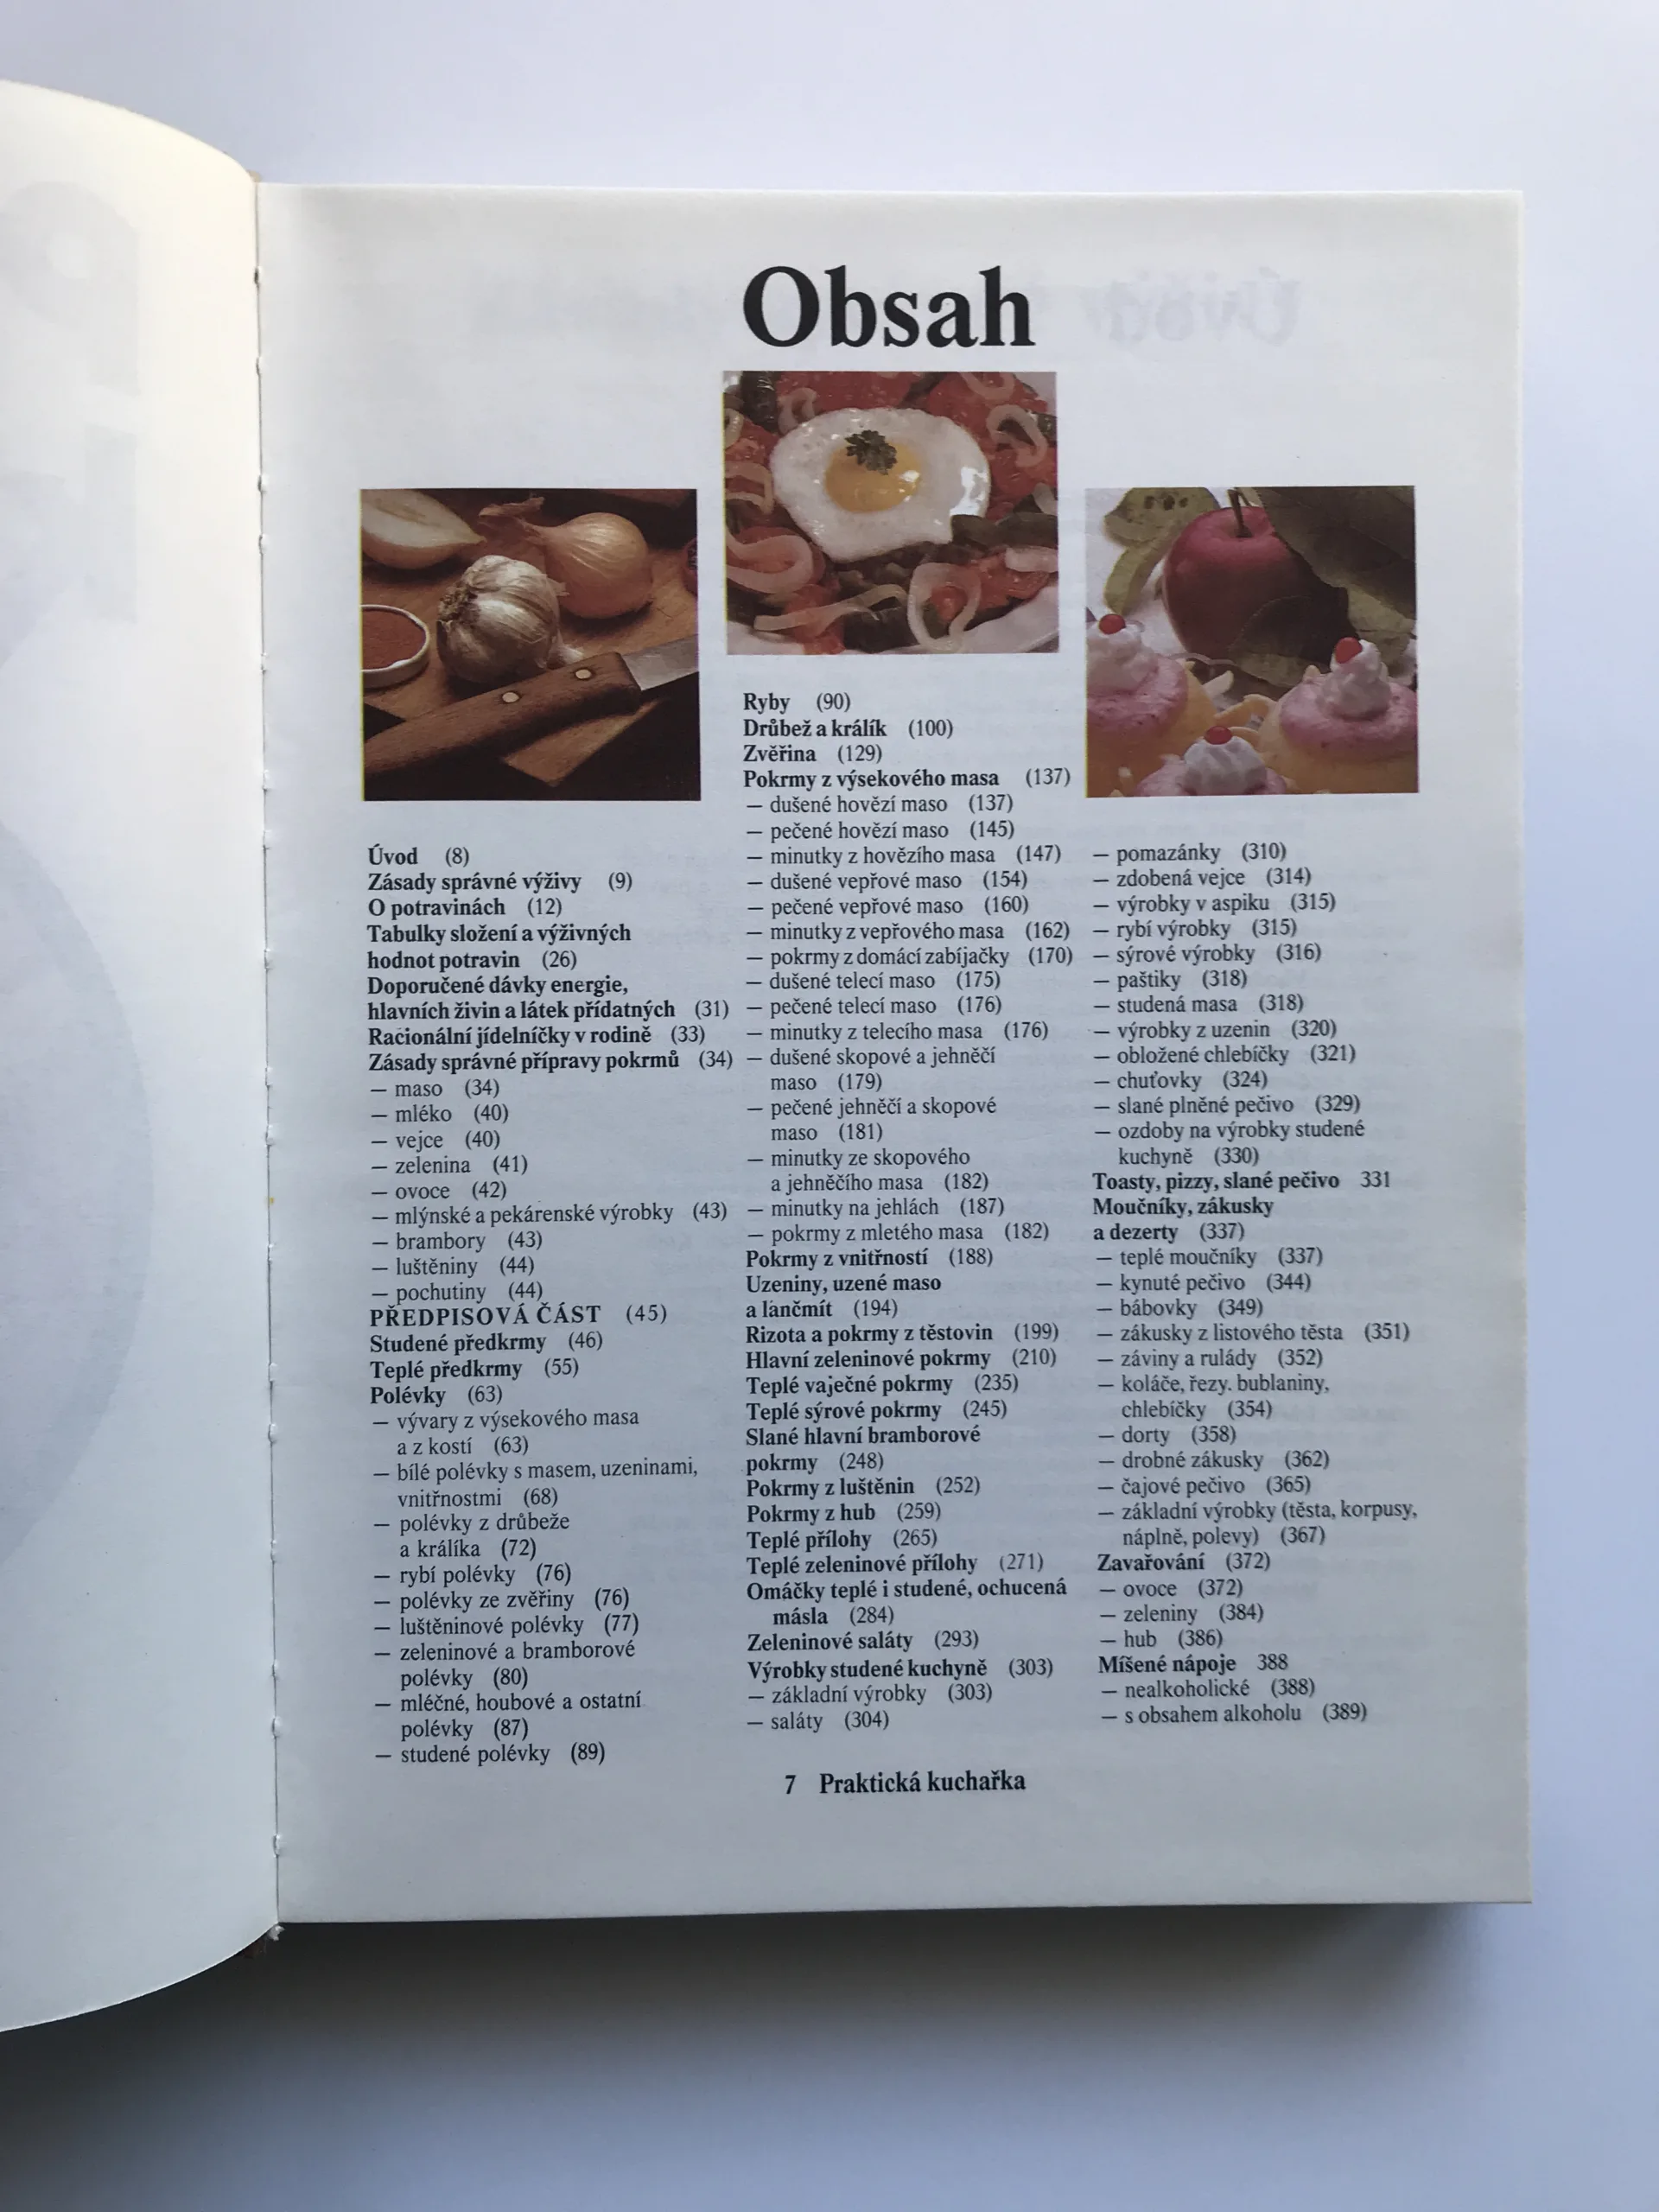 Obsah
Úvod (8)
Zásady správné výživy (9)
O potravinách (12)
Tabulky složení a výživných
hodnot potravin (26)
Doporučené dávky energie,
hlavních živin a látek přídatných (31)
Racionální jídelníčky v rodině (33)
Zásady správné přípravy pokrmů (34)
— maso (34)
— mléko (40)
— vejce (40)
— zelenina (41)
— ovoce (42)
— mlýnské a pekárenské výrobky (43)
— brambory (43)
— luštěniny (44)
— pochutiny (44)
PŘEDPISOVÁ ČÁST (45)
Studené předkrmy (46)
Teplé předkrmy (55)
Polévky (63)
— vývary z výsekového masa
a z kostí (63)
— bílé polévky s masem, uzeninami,
vnitřnostmi (68)
— polévky z drůbeže
a králíka (72)
— rybí polévky (76)
— polévky ze zvěřiny (76)
— luštěninové polévky (77)
— zeleninové a bramborové
polévky (80)
— mléčné, houbové a ostatní
polévky (87)
— studené polévky (89)
Ryby (90)
Drůbež a králík (100)
Zvěřina (129)
Pokrmy z výsekového masa (137)
— dušené hovězí maso (137)
— pečené hovězí maso (145)
— minutky z hovězího masa (147)
— dušené vepřové maso (154)
— pečené vepřové maso (160)
— minutky z vepřového masa (162)
— pokrmy z domácí zabíjačky (170)
— dušené telecí maso (175)
— pečené telecí maso (176)
— minutky z telecího masa (176)
— dušené skopové a jehněčí
maso (179)
— pečené jehněčí a skopové
maso (181)
— minutky ze skopového
a jehněčího masa (182)
— minutky na jehlách (187)
— pokrmy z mletého masa (182)
Pokrmy z vnitřností (188)
Uzeniny, uzené maso
a lančmít (194)
Rizota a pokrmy z těstovin (199)
Hlavní zeleninové pokrmy (210)
Teplé vaječné pokrmy (235)
Teplé sýrové pokrmy (245)
Slané hlavní bramborové
pokrmy (248)
Pokrmy z luštěnin (252)
Pokrmy z hub (259)
Teplé přílohy (265)
Teplé zeleninové přílohy (271)
Omáčky teplé i studené, ochucená
másla (284)
Zeleninové saláty (293)
Výrobky studené kuchyně (303)
— základní výrobky (303)
— saláty (304)
— pomazánky (310)
— zdobená vejce (314)
— výrobky v aspiku (315)
— rybí výrobky (315)
— sýrové výrobky (316)
— paštiky (318)
— studená masa (318)
— výrobky z uzenin (320)
— obložené chlebíčky (321)
— chuťovky (324)
— slané plněné pečivo (329)
— ozdoby na výrobky studené
kuchyně (330)
Toasty, pizzy, slané pečivo 331
Moučníky, zákusky
a dezerty (337)
— teplé moučníky (337)
— kynuté pečivo (344)
— bábovky (349)
— zákusky z listového těsta (351)
— záviny a rulády (352)
— koláče, řezy. bublaniny,
chlebíčky (354)
— dorty (358)
— drobné zákusky (362)
— čajové pečivo (365)
— základní výrobky (těsta, korpusy,
náplně, polevy) (367)
Zavařování (372)
— ovoce (372)
— zeleniny (384)
— hub (386)
Míšené nápoje 388
— nealkoholické (388)
— s obsahem alkoholu (389)
7 Praktická kuchařka